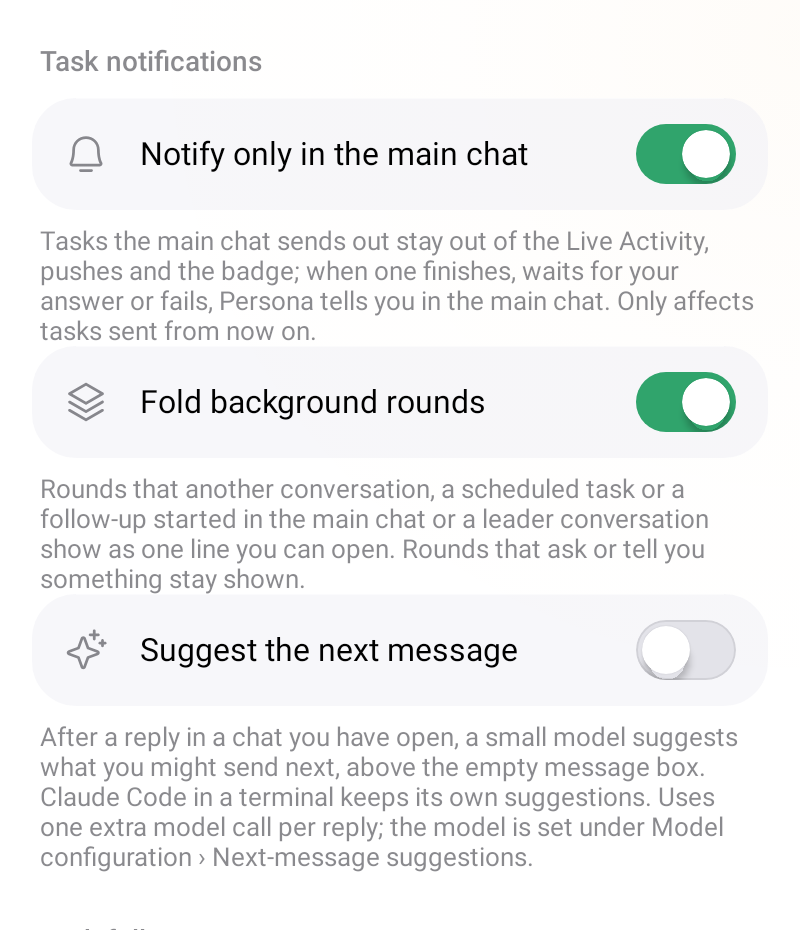 Task notifications
Notify only in the main chat
Tasks the main chat sends out stay out of the Live Activity,
pushes and the badge; when one finishes, waits for your
answer or fails, Persona tells you in the main chat. Only affects
tasks sent from now on.
Fold background rounds
Rounds that another conversation, a scheduled task or a
follow-up started in the main chat or a leader conversation
show as one line you can open. Rounds that ask or tell you
something stay shown.
Suggest the next message
After a reply in a chat you have open, a small model suggests
what you might send next, above the empty message box.
Claude Code in a terminal keeps its own suggestions. Uses
one extra model call per reply; the model is set under Model
configuration › Next-message suggestions.